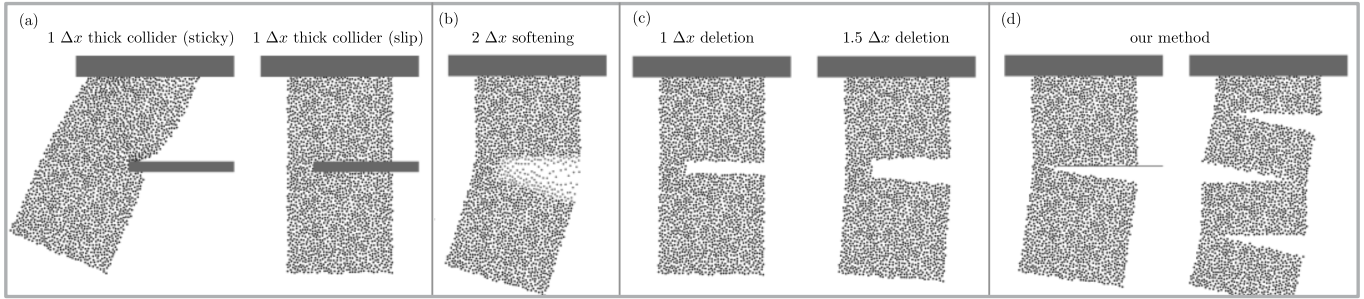 (a)
1 Δx thick collider (sticky)
1 Δx thick collider (slip)
(b)
2 Δx softening
(c)
1 Δx deletion
1.5 Δx deletion
(d)
our method